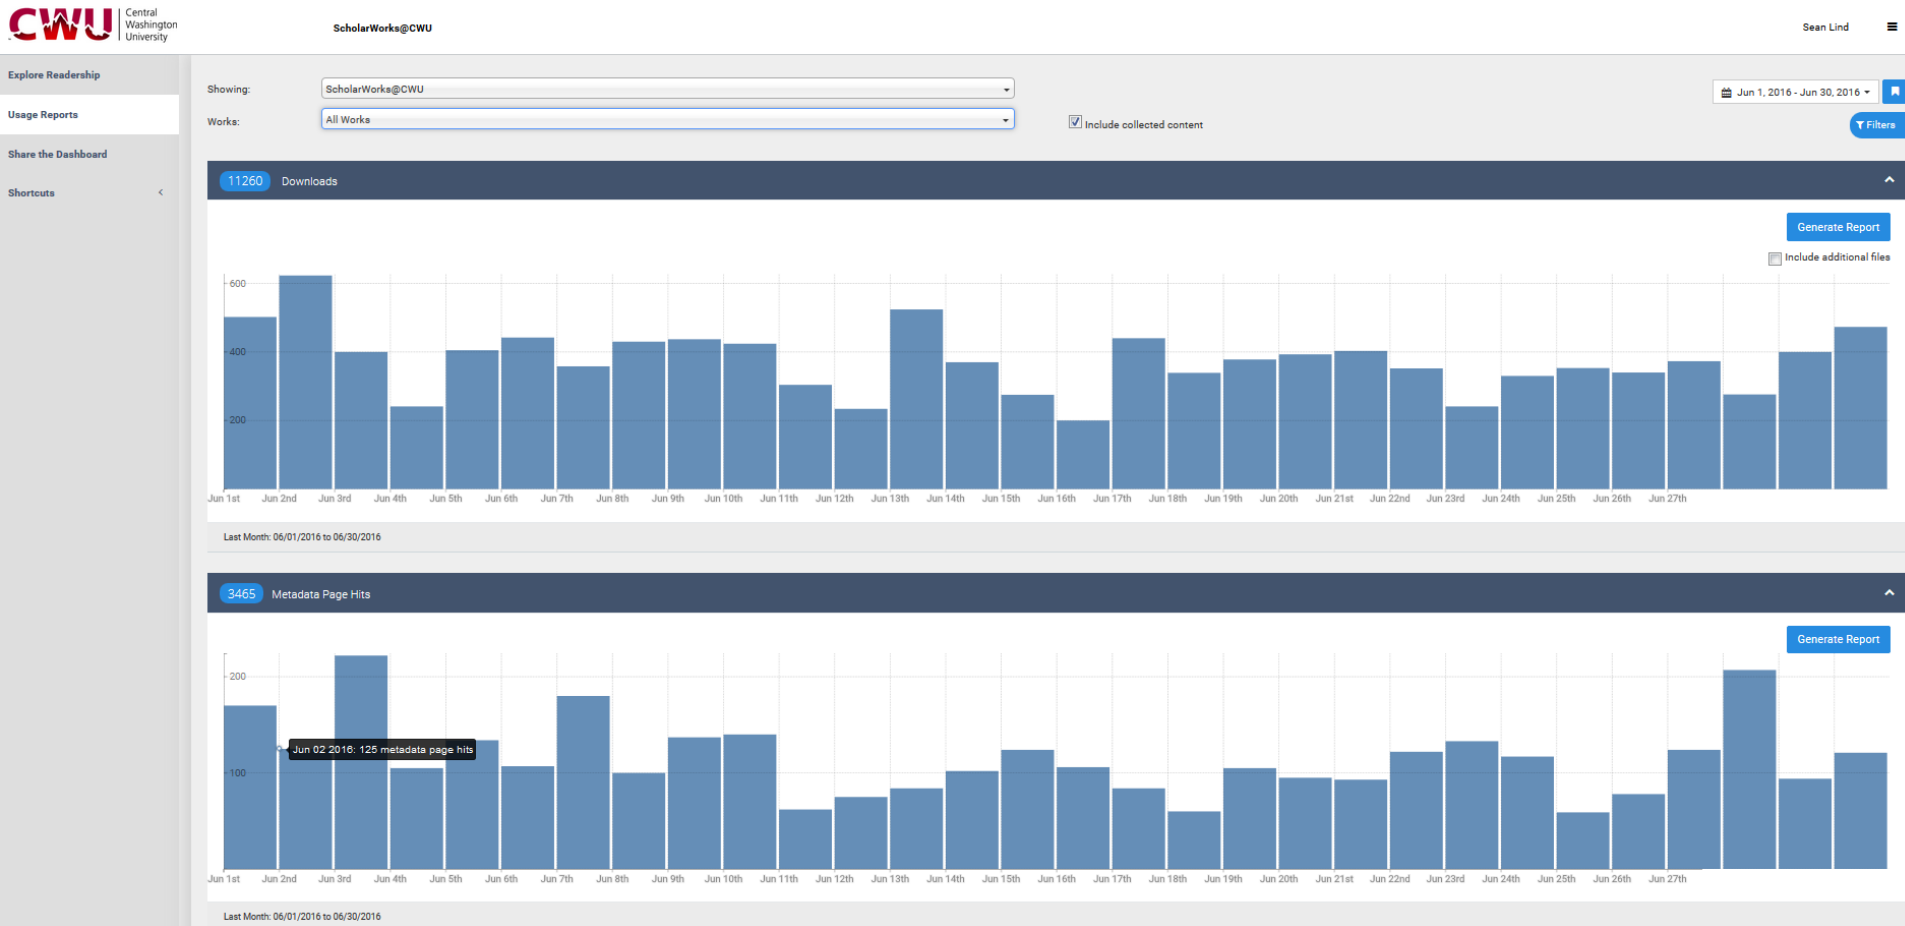 CWU
Central
Washington
University
ScholarWorks@CWU
Sean Lind
Explore Readership
Usage Reports
Share the Dashboard
Shortcuts
Showing:
ScholarWorks@CWU
Jun 1, 2016 - Jun 30, 2016
Works:
All Works
Include collected content
Filters
11260 Downloads
Generate Report
Include additional files
600
400
200
Jun 1st Jun 2nd Jun 3rd Jun 4th Jun 5th Jun 6th Jun 7th Jun 8th Jun 9th Jun 10th Jun 11th Jun 12th Jun 13th Jun 14th Jun 15th Jun 16th Jun 17th Jun 18th Jun 19th Jun 20th Jun 21st Jun 22nd Jun 23rd Jun 24th Jun 25th Jun 26th Jun 27th
Last Month: 06/01/2016 to 06/30/2016
3465 Metadata Page Hits
Generate Report
200
Jun 02 2016: 125 metadata page hits
100
Jun 1st Jun 2nd Jun 3rd Jun 4th Jun 5th Jun 6th Jun 7th Jun 8th Jun 9th Jun 10th Jun 11th Jun 12th Jun 13th Jun 14th Jun 15th Jun 16th Jun 17th Jun 18th Jun 19th Jun 20th Jun 21st Jun 22nd Jun 23rd Jun 24th Jun 25th Jun 26th Jun 27th
Last Month: 06/01/2016 to 06/30/2016